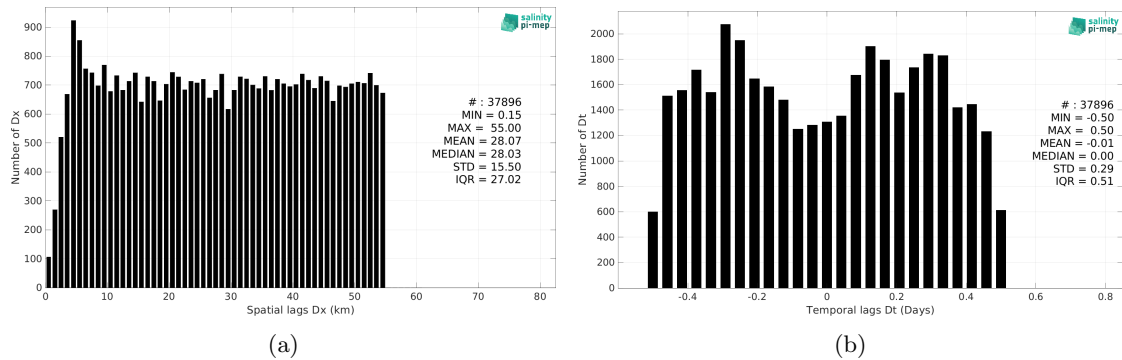 salinity
pi-mep
900
800
700
600
500
400
300
200
100
0
Number of Dx
# : 37896
MIN = 0.15
MAX = 55.00
MEAN = 28.07
MEDIAN = 28.03
STD = 15.50
IQR = 27.02
0 10 20 30 40 50 60 70 80
Spatial lags Dx (km)
(a)
salinity
pi-mep
2000
1800
1600
1400
1200
1000
800
600
400
200
0
Number of Dt
# : 37896
MIN = -0.50
MAX = 0.50
MEAN = -0.01
MEDIAN = 0.00
STD = 0.29
IQR = 0.51
-0.4 -0.2 0 0.2 0.4 0.6 0.8
Temporal lags Dt (Days)
(b)